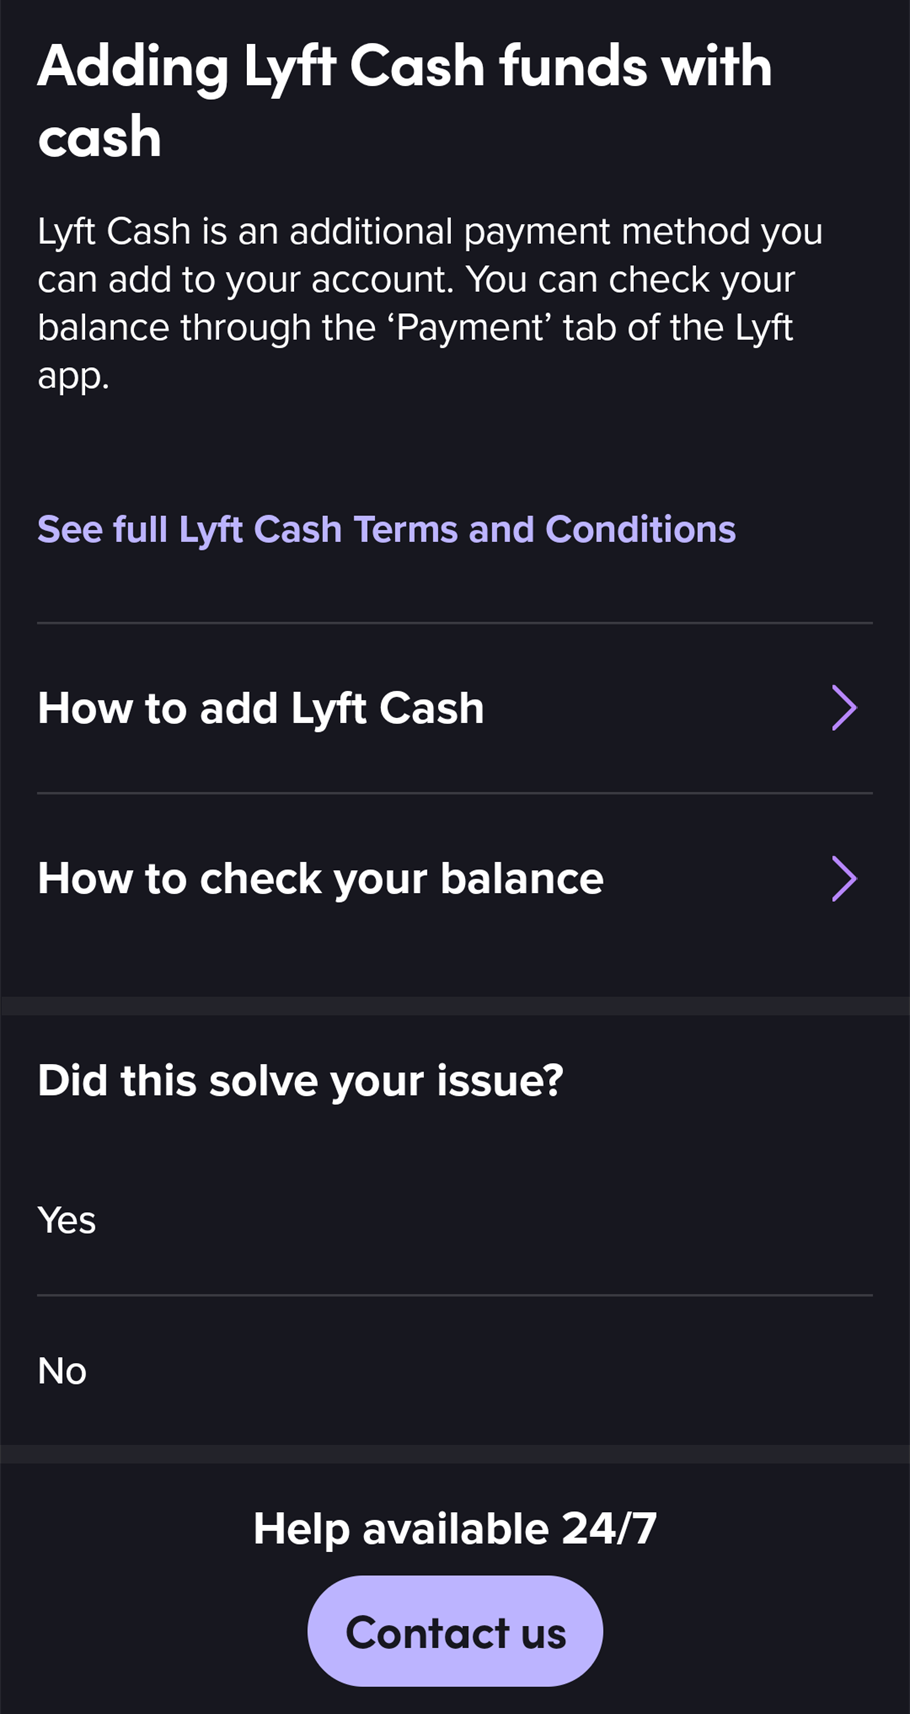 Adding Lyft Cash funds with
cash
Lyft Cash is an additional payment method you
can add to your account. You can check your
balance through the ‘Payment’ tab of the Lyft
app.
See full Lyft Cash Terms and Conditions
How to add Lyft Cash
How to check your balance
Did this solve your issue?
Yes
No
Help available 24/7
Contact us